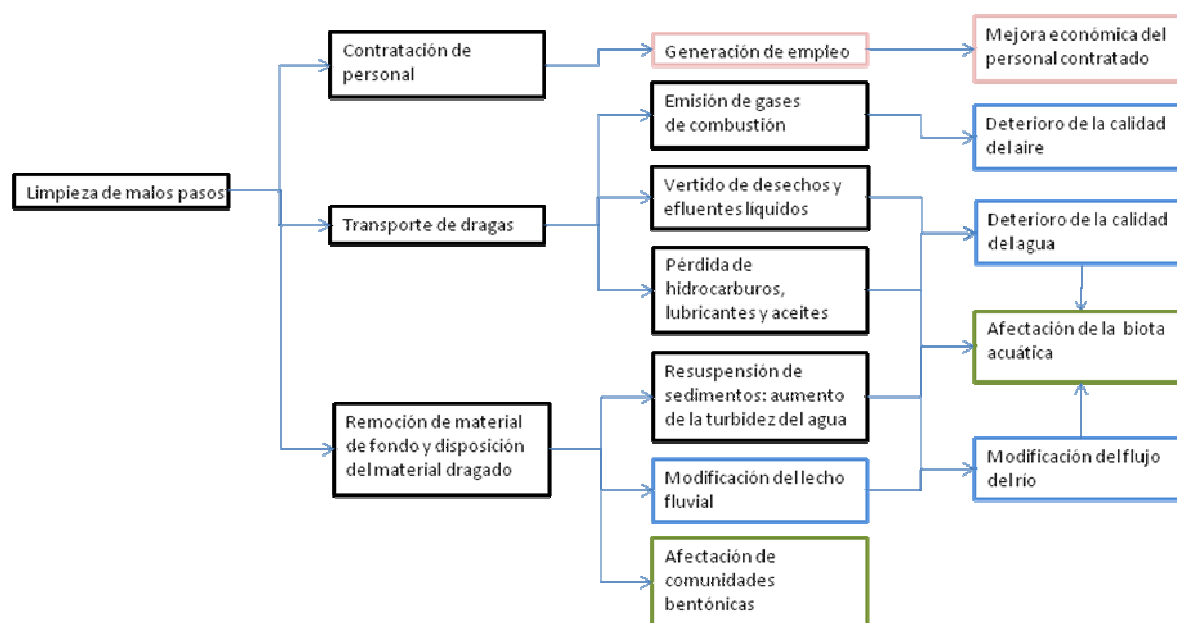 Contratación de
personal
Generación de empleo
Mejora económica del
personal contratado
Emisión de gases
de combustión
Deterioro de la calidad
del aire
Limpieza de malos pasos
Transporte de dragas
Vertido de desechos y
efluentes líquidos
Deterioro de la calidad
del agua
Pérdida de
hidrocarburos,
lubricantes y aceites
Afectación de la biota
acuática
Remoción de material
de fondo y disposición
del material dragado
Resuspensión de
sedimentos: aumento
de la turbidez del agua
Modificación del lecho
fluvial
Modificación del flujo
del río
Afectación de
comunidades
bentónicas